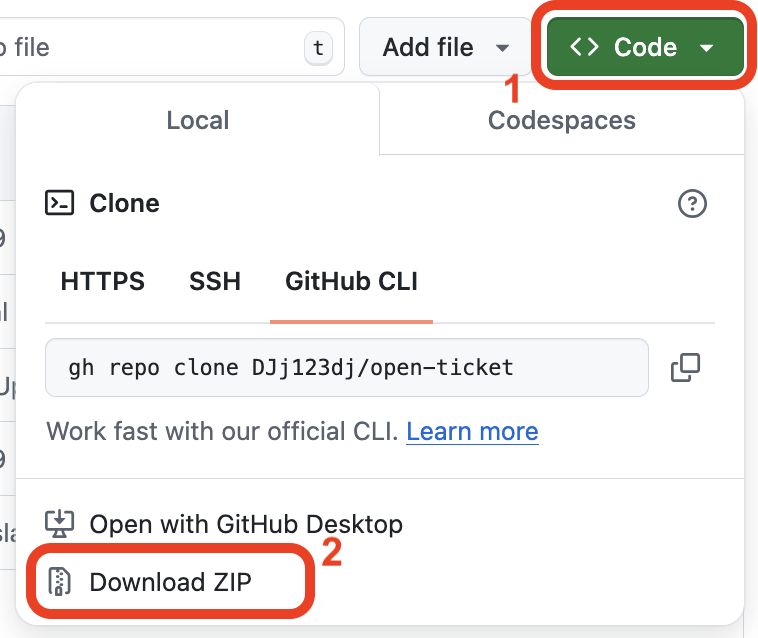 file
t
Add file
Code
1
Local
Codespaces
Clone
HTTPS
SSH
GitHub CLI
gh repo clone DJj123dj/open-ticket
Work fast with our official CLI. Learn more
Open with GitHub Desktop
2
Download ZIP